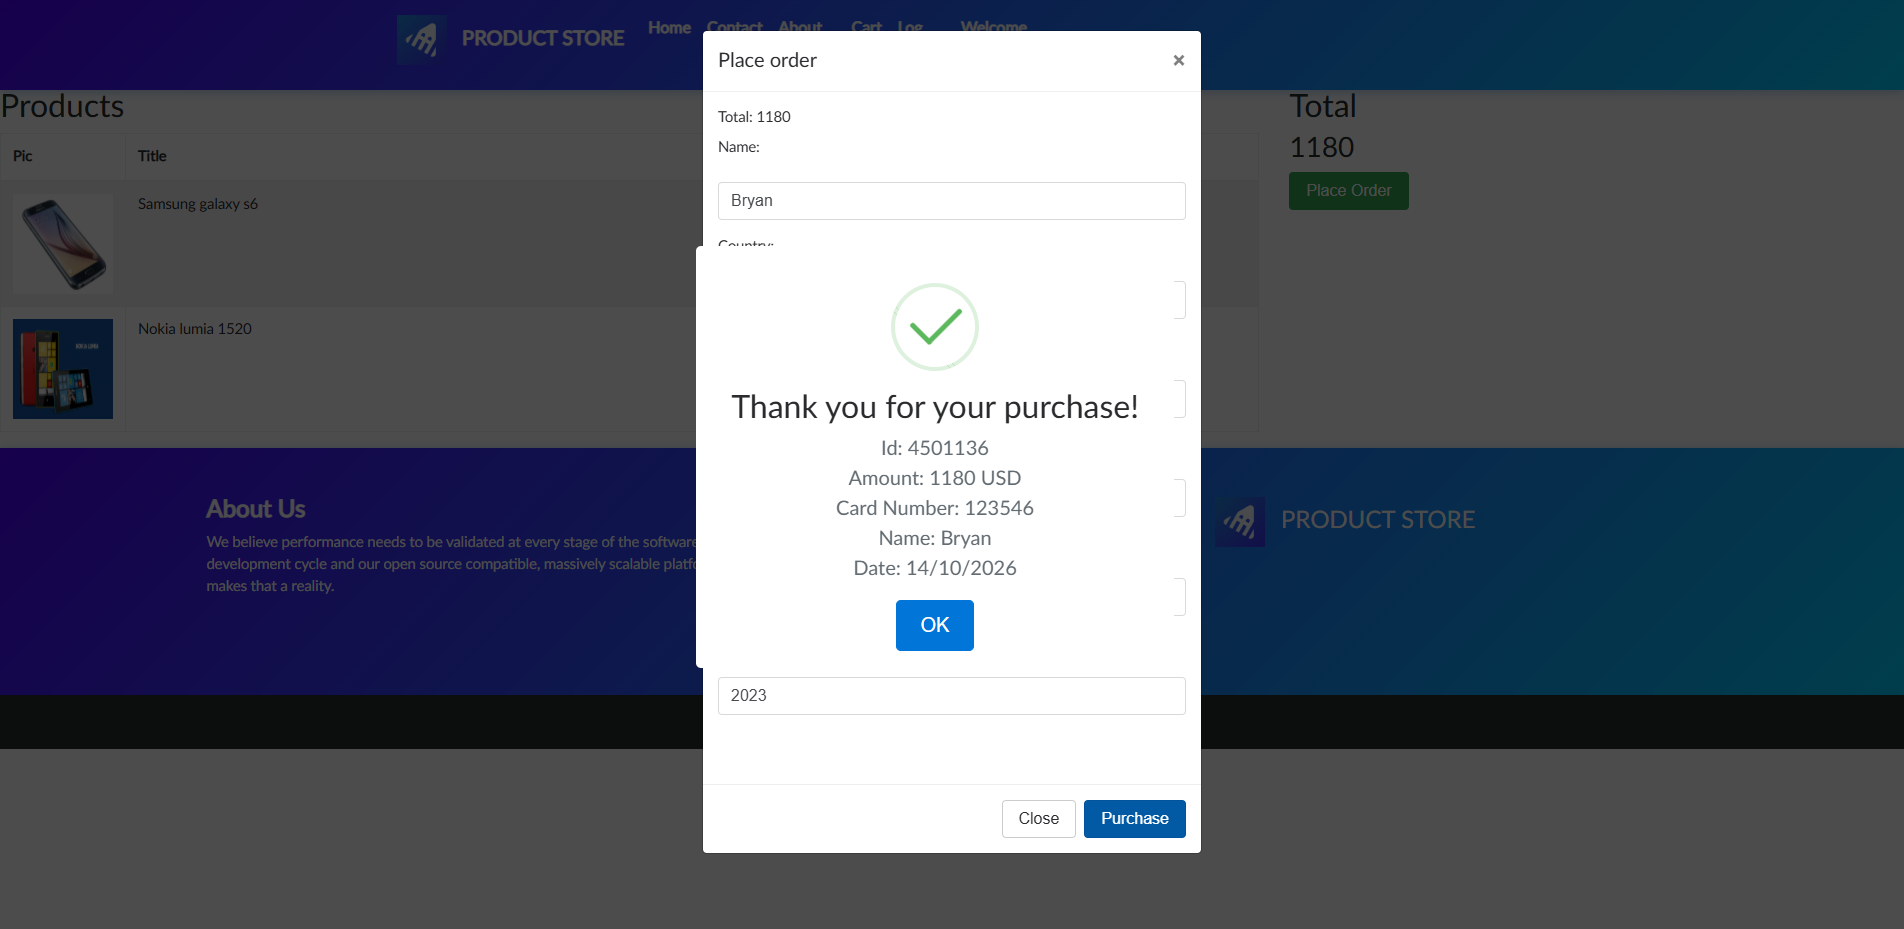 PRODUCT STORE
Home Contact About Cart Log Welcome
Place order
×
Products
Total
1180
Place Order
Pic Title
Samsung galaxy s6
Nokia lumia 1520
NOKIA LUMIA
Total: 1180
Name:
Bryan
Country:
Thank you for your purchase!
Id: 4501136
Amount: 1180 USD
Card Number: 123546
Name: Bryan
Date: 14/10/2026
OK
2023
Close Purchase
About Us
We believe performance needs to be validated at every stage of the software
development cycle and our open source compatible, massively scalable
makes that a reality.
PRODUCT STORE